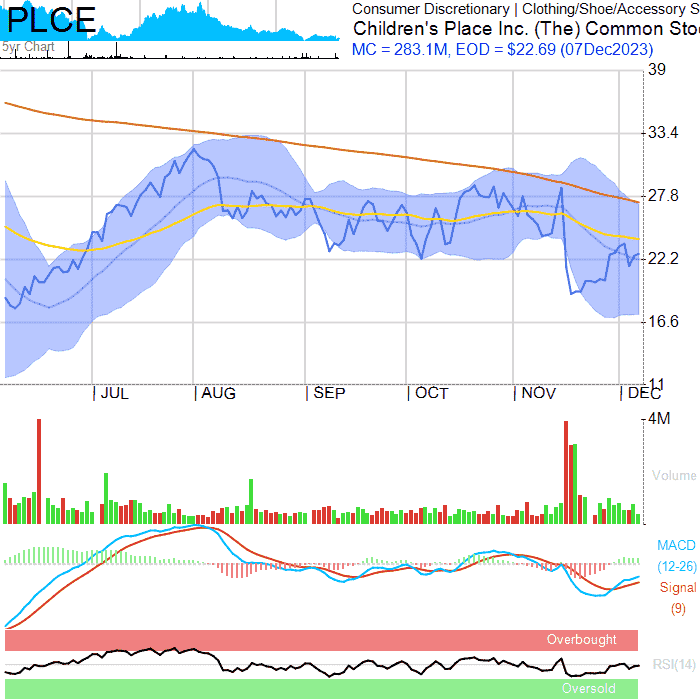 PLCE
5yr Chart
Consumer Discretionary | Clothing/Shoe/Accessory S
Children's Place Inc. (The) Common Sto
MC = 283.1M, EOD = $22.69 (07Dec2023)
39
33.4
27.8
22.2
16.6
11
| JUL | AUG | SEP | OCT | NOV | DEC
4M
Volume
MACD
(12-26)
Signal
(9)
Overbought
RSI(14)
Oversold